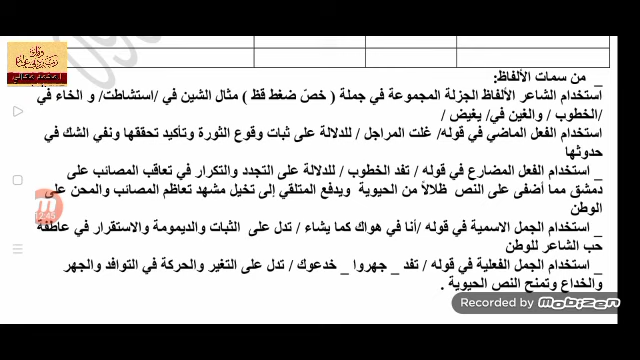 _ من سمات الألفاظ:
استخدام الشاعر الألفاظ الجزلة المجموعة في جملة ( خصّ ضغط قظ ) مثال الشين في /استشاطت/ و الخاء في
/الخطوب / والغين في/ يغيض /
استخدام الفعل الماضي في قوله/ غلت المراجل / للدلالة على ثبات وقوع الثورة وتأكيد تحققها ونفي الشك في
حدوثها
_ استخدام الفعل المضارع في قوله / تفد الخطوب / للدلالة على التجدد والتكرار في تعاقب المصائب على
دمشق مما أضفى على النص ظلالاً من الحيوية ويدفع المتلقي إلى تخيل مشهد تعاظم المصائب والمحن على
الوطن
_ استخدام الجمل الاسمية في قوله /أنا في هواك كما يشاء / تدل على الثبات والديمومة والاستقرار في عاطفة
حب الشاعر للوطن
_ استخدام الجمل الفعلية في قوله / تفد _ جهروا _ خدعوك / تدل على التغير والحركة في التوافد والجهر
والخداع وتمنح النص الحيوية .
Recorded by mobizen